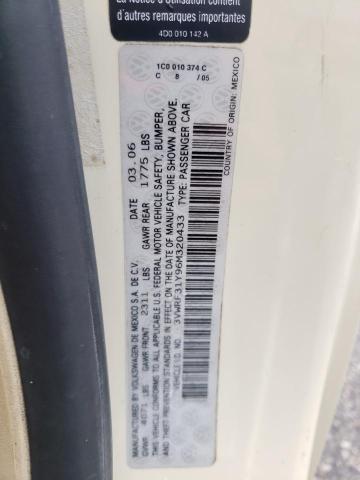 La Notice d'Utilisation contient
d'autres remarques importantes
4D0 010 142 A
1C0 010 374 C
C 8 /05
MANUFACTURED BY VOLKSWAGEN DE MEXICO S.A. DE C.V. DATE 03.06
GVWR 4071 LBS GAWR FRONT 2311 LBS GAWR REAR 1775 LBS
THIS VEHICLE CONFORMS TO ALL APPLICABLE U.S. FEDERAL MOTOR VEHICLE SAFETY, BUMPER,
AND THEFT PREVENTION STANDARDS IN EFFECT ON THE DATE OF MANUFACTURE SHOWN ABOVE.
VEHICLE I.D. NO.: 3VWRF31Y96M320433 TYPE: PASSENGER CAR
COUNTRY OF ORIGIN: MEXICO